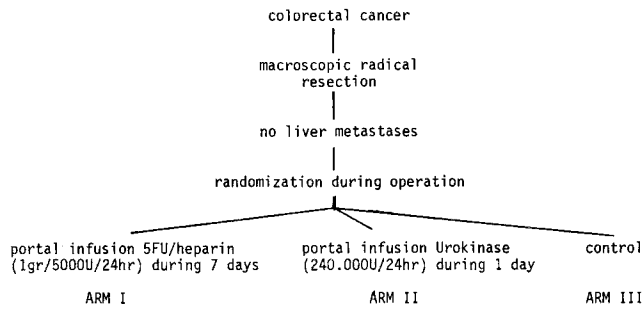 colorectal cancer
macroscopic radical
resection
no liver metastases
randomization during operation
portal infusion 5FU/heparin
(1gr/5000U/24hr) during 7 days
portal infusion Urokinase
(240.000U/24hr) during 1 day
control
ARM I
ARM II
ARM III